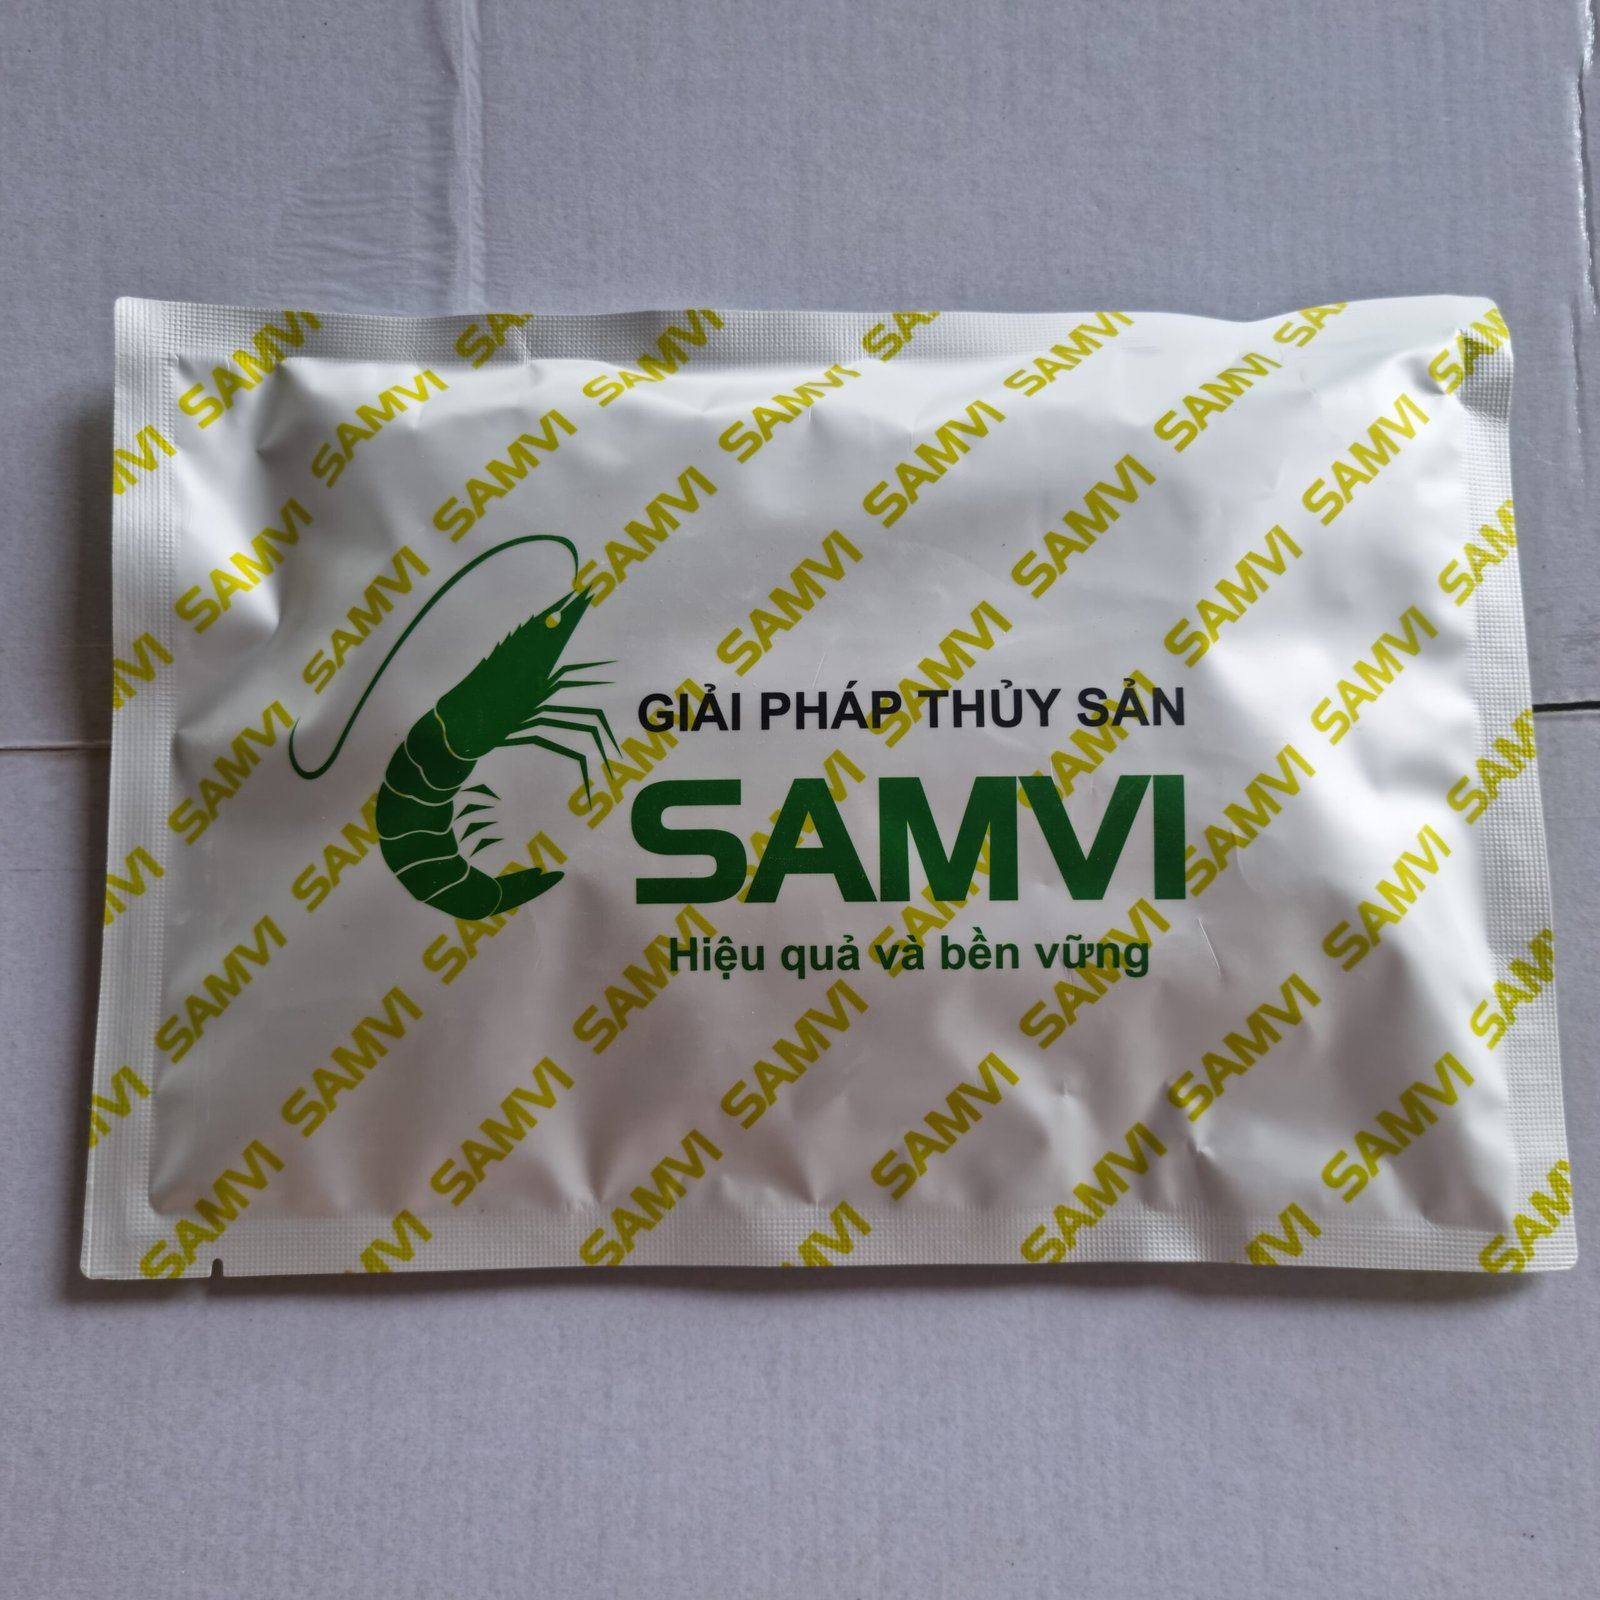 GIẢI PHÁP THỦY SẢN
SAMVI
Hiệu quả và bền vững